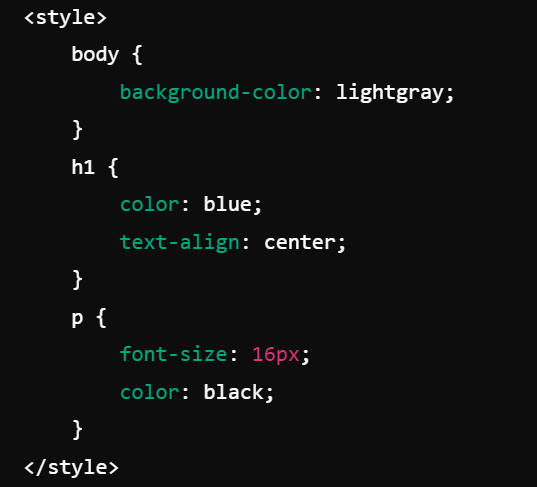 <style>
    body {
        background-color: lightgray;
    }
    h1 {
        color: blue;
        text-align: center;
    }
    p {
        font-size: 16px;
        color: black;
    }
</style>